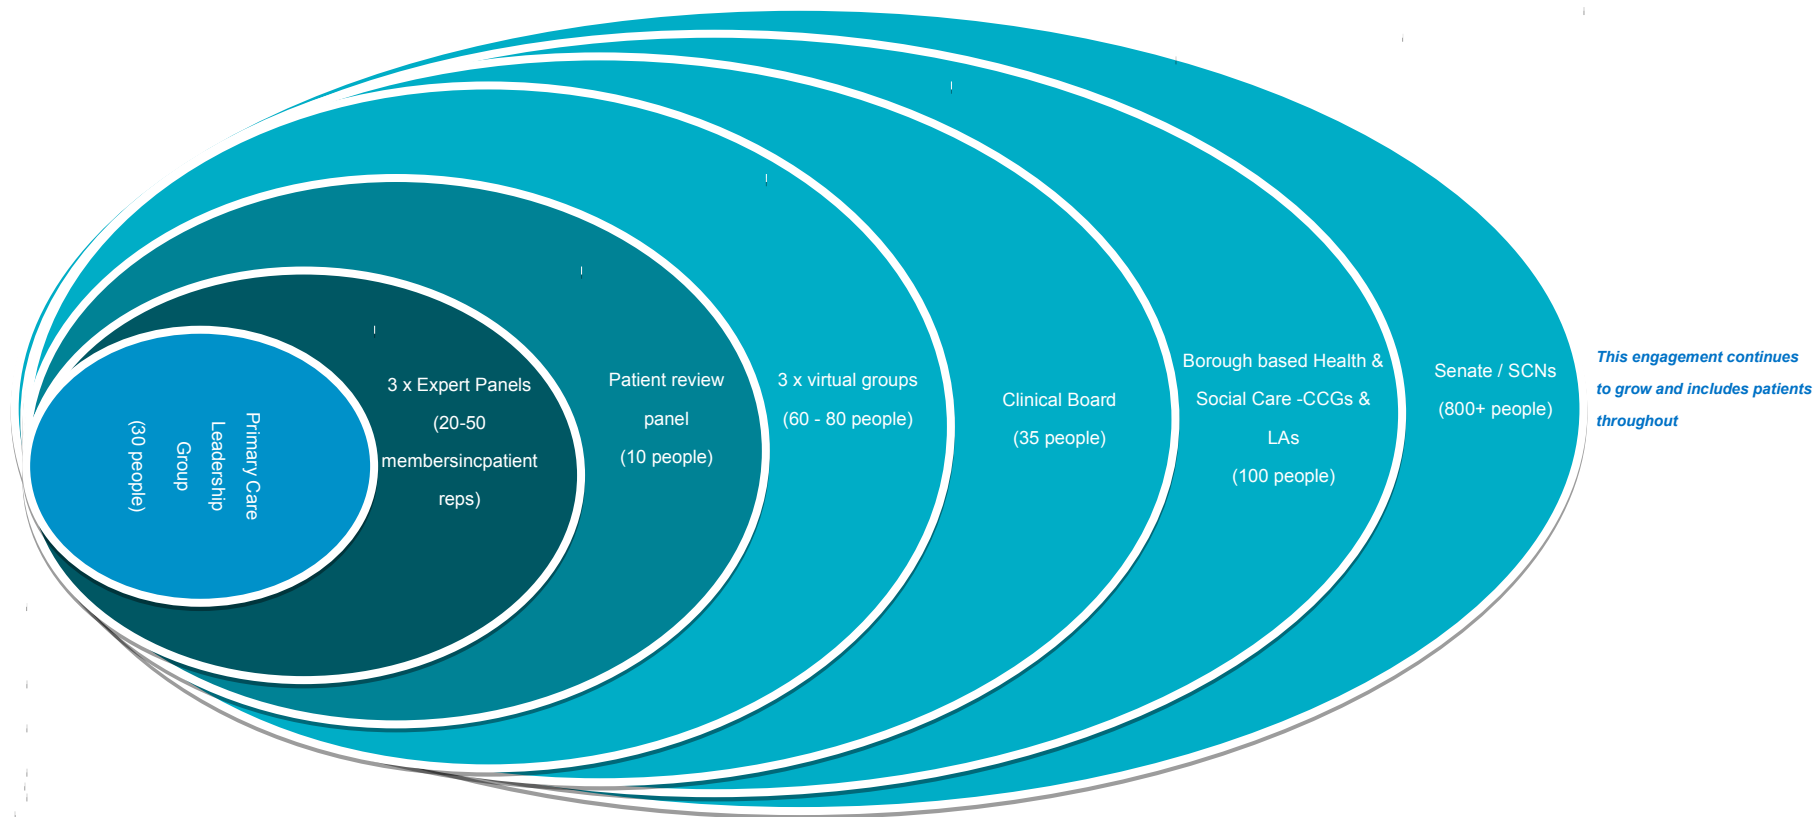 Primary Care
Leadership
Group
(30 people)
3 x Expert Panels
(20-50
membersincpatient
reps)
Patient review
panel
(10 people)
3 x virtual groups
(60 - 80 people)
Clinical Board
(35 people)
Borough based Health &
Social Care -CCGs &
LAs
(100 people)
Senate / SCNs
(800+ people)
This engagement continues
to grow and includes patients
throughout